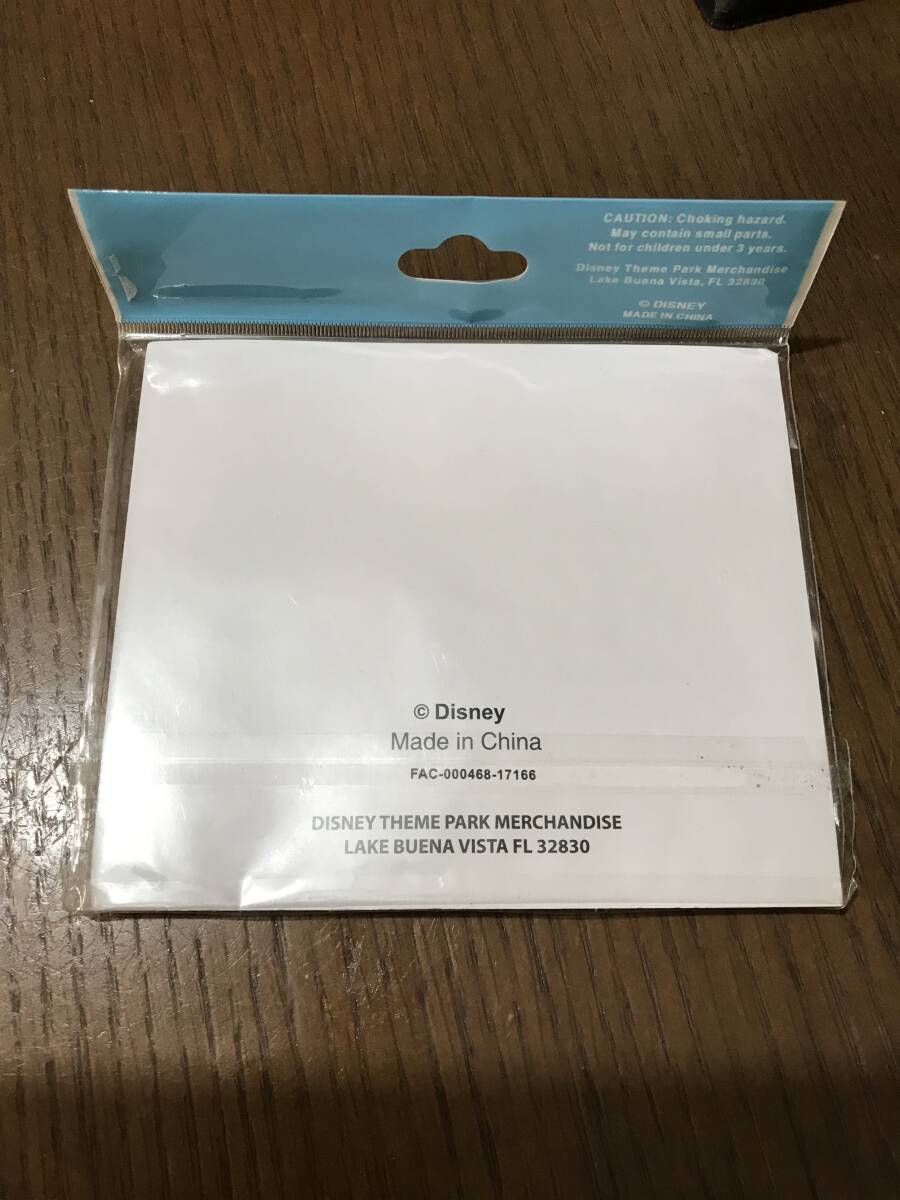 CAUTION: Choking hazard.
May contain small parts.
Not for children under 3 years.
Disney Theme Park Merchandise
Lake Buena Vista, FL 32830
© DISNEY
MADE IN CHINA
© Disney
Made in China
FAC-000468-17166
DISNEY THEME PARK MERCHANDISE
LAKE BUENA VISTA FL 32830